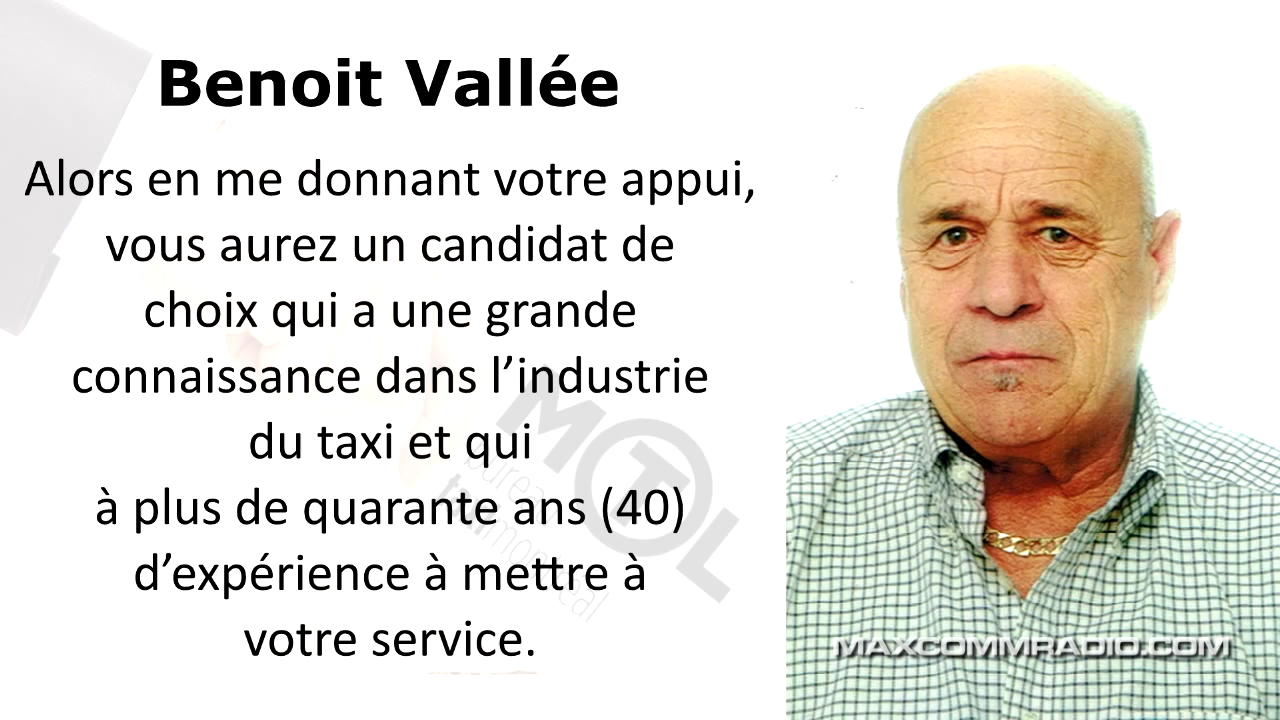 Benoit Vallée
Alors en me donnant votre appui,
vous aurez un candidat de
choix qui a une grande
connaissance dans l’industrie
du taxi et qui
à plus de quarante ans (40)
d’expérience à mettre à
votre service.
MTL
MAXCOMMRADIO.COM